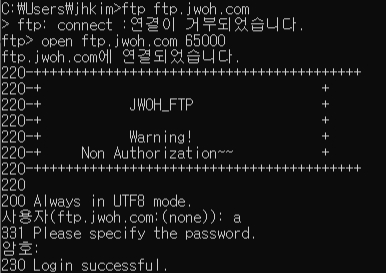 C:₩Users₩jhkim>ftp ftp.jwoh.com
> ftp: connect :연결이 거부되었습니다.
ftp> open ftp.jwoh.com 65000
ftp.jwoh.com에 연결되었습니다.
220-++++++++++++++++++++++++++++++++++++
220-+                                  +
220-+           JWOH_FTP               +
220-+                                  +
220-+           Warning!               +
220-+     Non Authorization~~          +
220-++++++++++++++++++++++++++++++++++++
220
200 Always in UTF8 mode.
사용자(ftp.jwoh.com:(none)): a
331 Please specify the password.
암호:
230 Login successful.